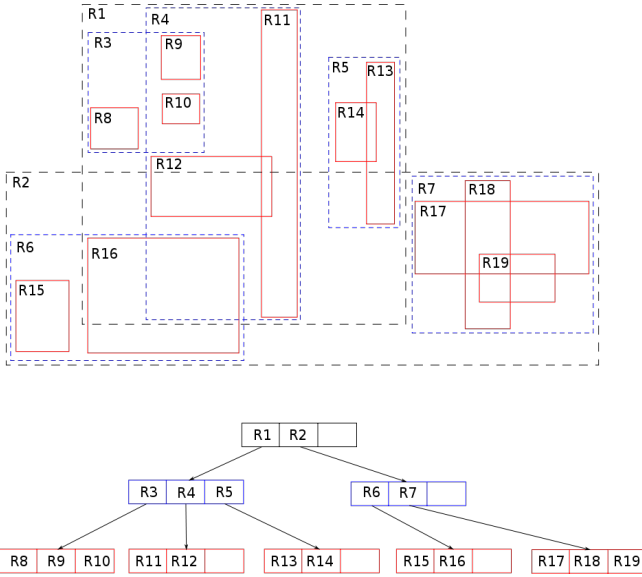 R1
R4
R11
R3
R9
R5
R13
R10
R8
R14
R12
R2
R7
R18
R17
R6
R16
R19
R15
R1 R2
R3 R4 R5
R6 R7
R8 R9 R10
R11 R12
R13 R14
R15 R16
R17 R18 R19